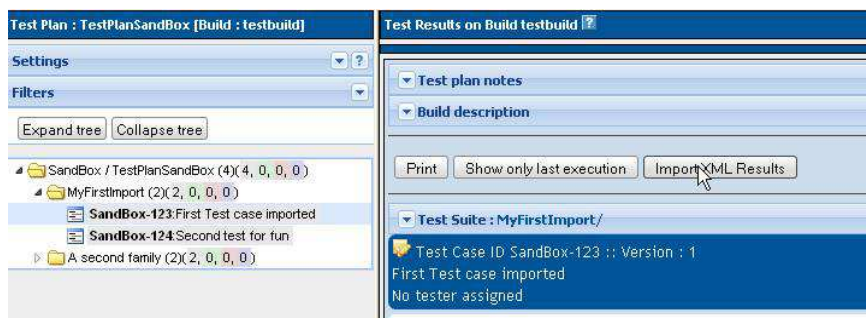 Test Plan : TestPlanSandBox [Build : testbuild]
Settings
?
Filters
Expand tree Collapse tree
SandBox / TestPlanSandBox (4)( 4, 0, 0, 0 )
MyFirstImport (2)( 2, 0, 0, 0 )
SandBox-123:First Test case imported
SandBox-124:Second test for fun
A second family (2)( 2, 0, 0, 0 )
Test Results on Build testbuild ?
Test plan notes
Build description
Print Show only last execution Import XML Results
Test Suite : MyFirstImport/
Test Case ID SandBox-123 :: Version : 1
First Test case imported
No tester assigned